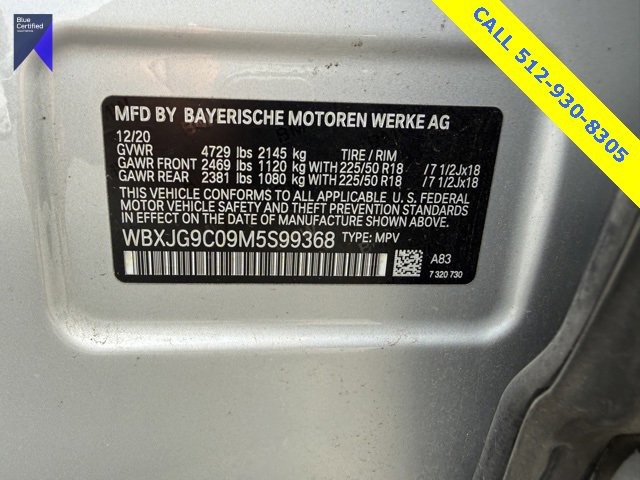 Blue
Certified
CALL 512-930-8305
MFD BY BAYERISCHE MOTOREN WERKE AG
12/20
GVWR 4729 lbs 2145 kg TIRE / RIM
GAWR FRONT 2469 lbs 1120 kg WITH 225/50 R18 /7 1/2Jx18
GAWR REAR 2381 lbs 1080 kg WITH 225/50 R18 /7 1/2Jx18
THIS VEHICLE CONFORMS TO ALL APPLICABLE U. S. FEDERAL
MOTOR VEHICLE SAFETY AND THEFT PREVENTION STANDARDS
IN EFFECT ON THE DATE OF MANUFACTURE SHOWN ABOVE.
WBXJG9C09M5S99368 TYPE: MPV
A83
7 320 730